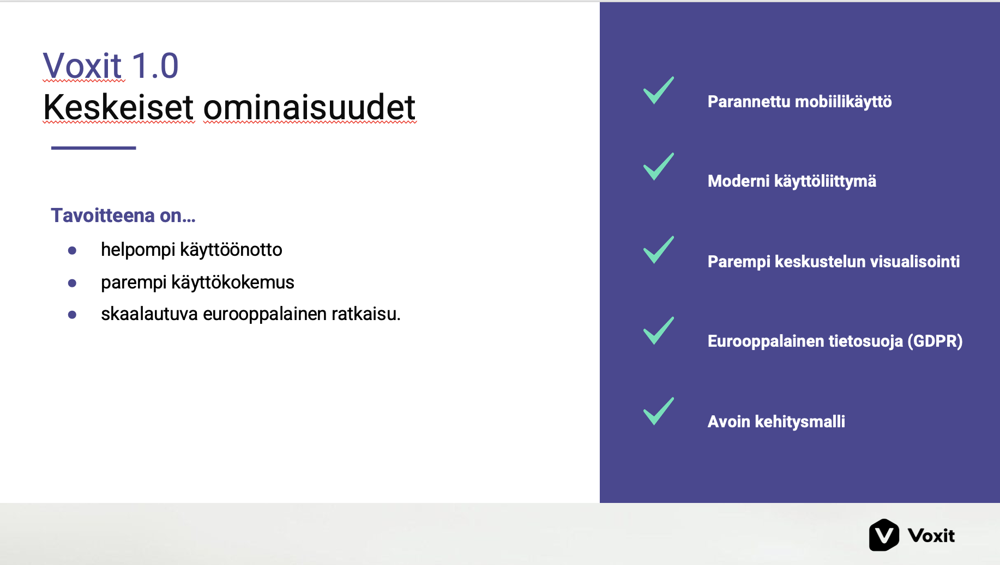 Voxit 1.0
Keskeiset ominaisuudet
Tavoitteena on...
● helpompi käyttöönotto
● parempi käyttökokemus
● skaalautuva eurooppalainen ratkaisu.
Parannettu mobiilikäyttö
Moderni käyttöliittymä
Parempi keskustelun visualisointi
Eurooppalainen tietosuoja (GDPR)
Avoin kehitysmalli
Voxit